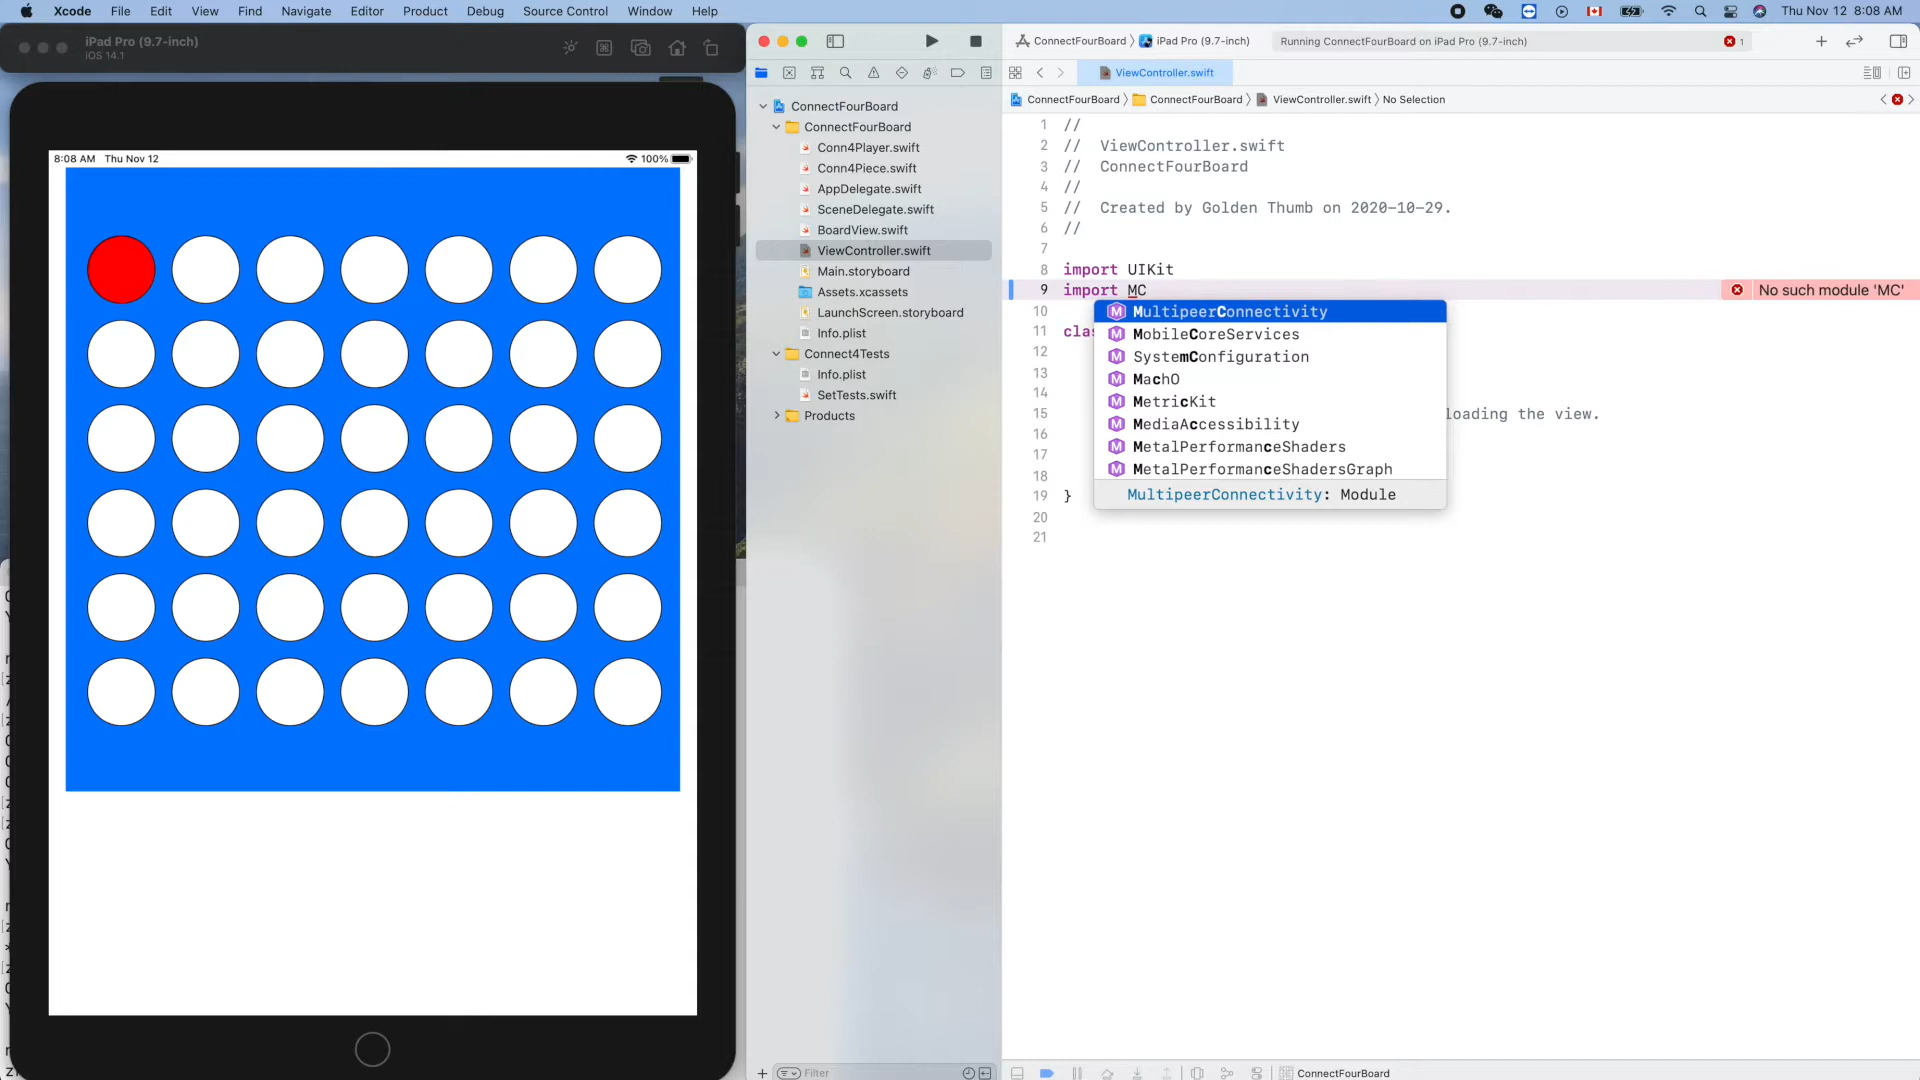 Xcode File Edit View Find Navigate Editor Product Debug Source Control Window Help
Thu Nov 12 8:08 AM
iPad Pro (9.7-inch)
iOS 14.1
8:08 AM Thu Nov 12
100%
ConnectFourBoard
ConnectFourBoard
Conn4Player.swift
Conn4Piece.swift
AppDelegate.swift
SceneDelegate.swift
BoardView.swift
ViewController.swift
Main.storyboard
Assets.xcassets
LaunchScreen.storyboard
Info.plist
Connect4Tests
Info.plist
SetTests.swift
Products
Filter
ConnectFourBoard iPad Pro (9.7-inch)
Running ConnectFourBoard on iPad Pro (9.7-inch)
1
ViewController.swift
ConnectFourBoard ConnectFourBoard ViewController.swift No Selection
1 //
2 // ViewController.swift
3 // ConnectFourBoard
4 //
5 // Created by Golden Thumb on 2020-10-29.
6 //
7
8 import UIKit
9 import MC
No such module 'MC'
10
11 clas
12
13
14
15 loading the view.
16
17
18
19 }
20
21
M MultipeerConnectivity
M MobileCoreServices
M SystemConfiguration
M MachO
M MetricKit
M MediaAccessibility
M MetalPerformanceShaders
M MetalPerformanceShadersGraph
MultipeerConnectivity: Module
ConnectFourBoard